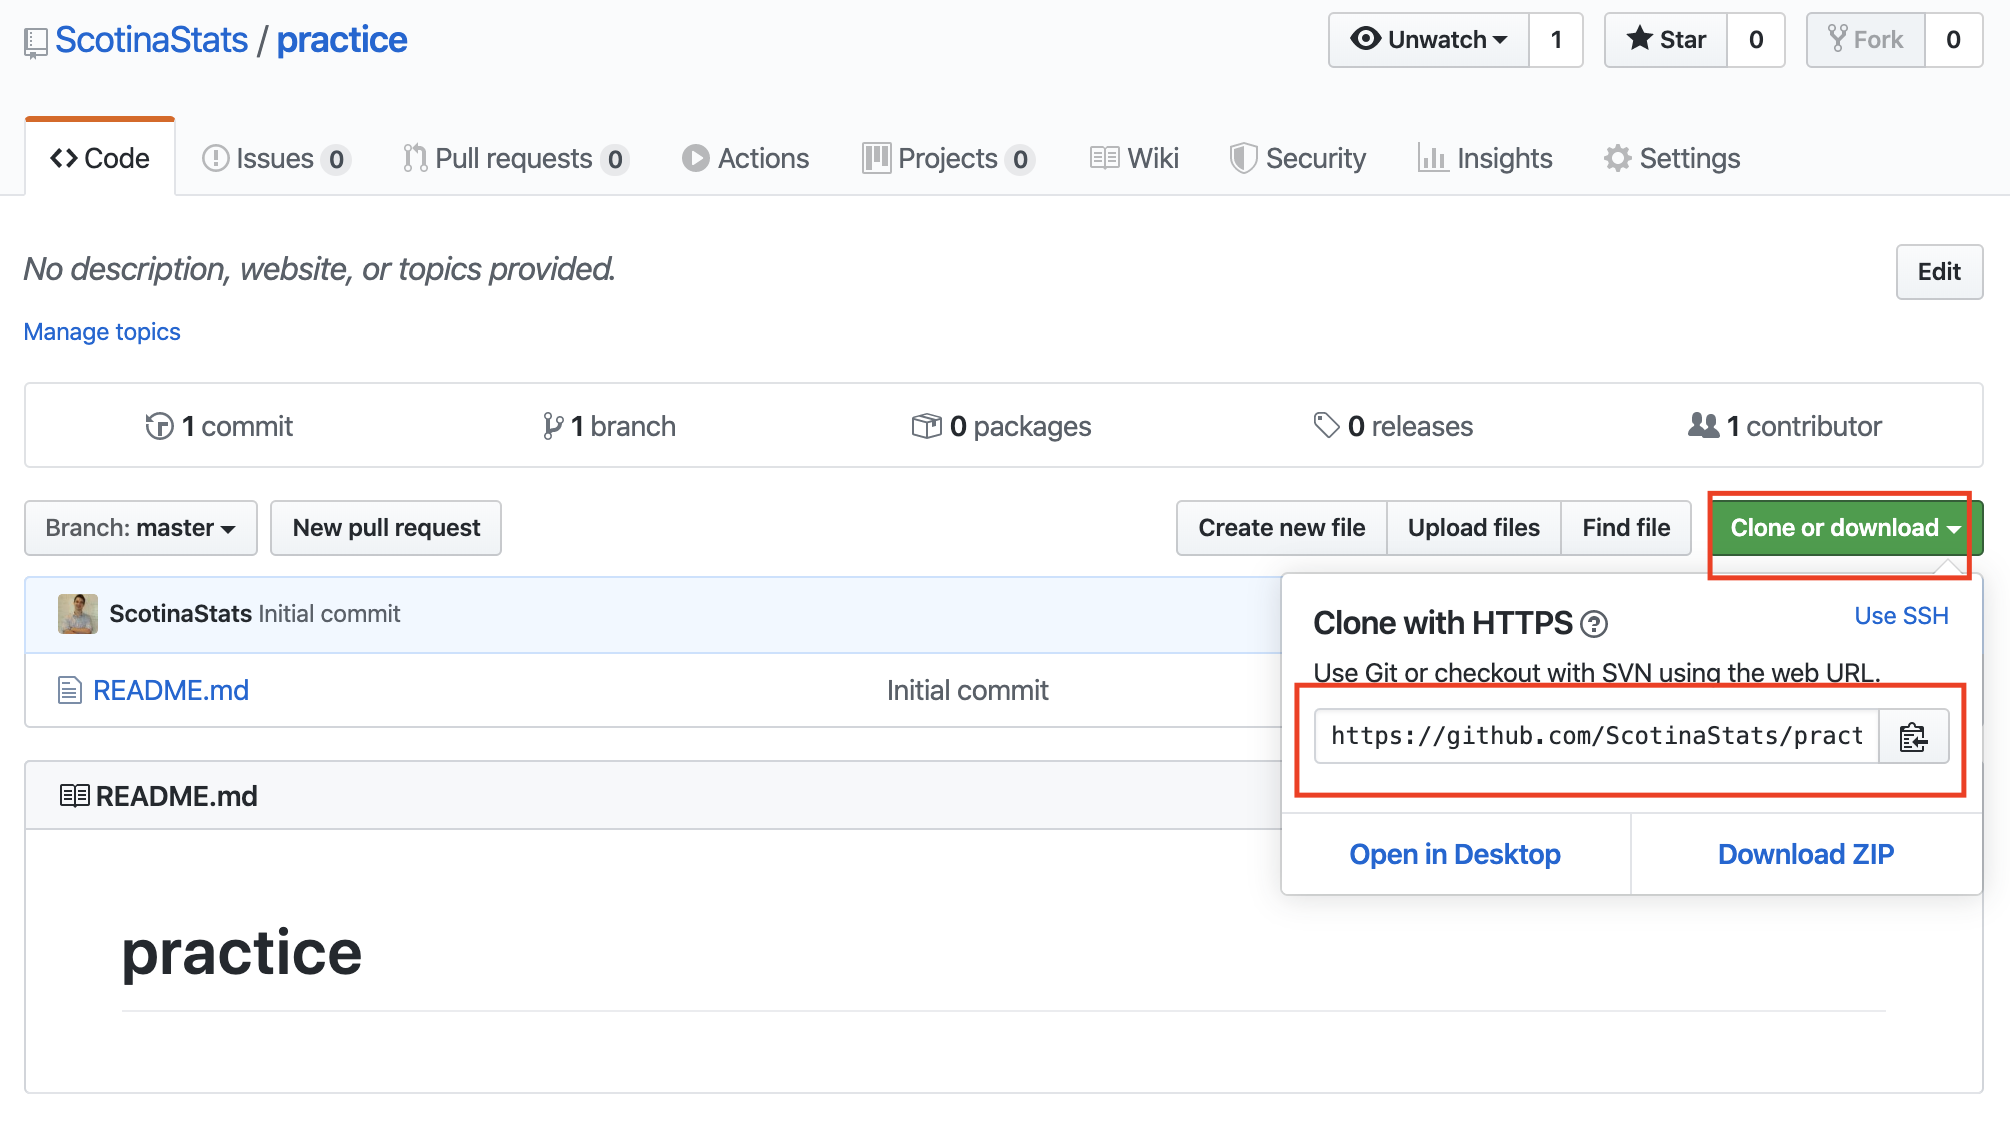 ScotinaStats / practice
Unwatch 1 Star 0 Fork 0
Code Issues 0 Pull requests 0 Actions Projects 0 Wiki Security Insights Settings
No description, website, or topics provided.
Edit
Manage topics
1 commit 1 branch 0 packages 0 releases 1 contributor
Branch: master New pull request Create new file Upload files Find file Clone or download
ScotinaStats Initial commit
README.md Initial commit
Clone with HTTPS ? Use SSH
Use Git or checkout with SVN using the web URL.
https://github.com/ScotinaStats/pract
Open in Desktop Download ZIP
README.md
practice